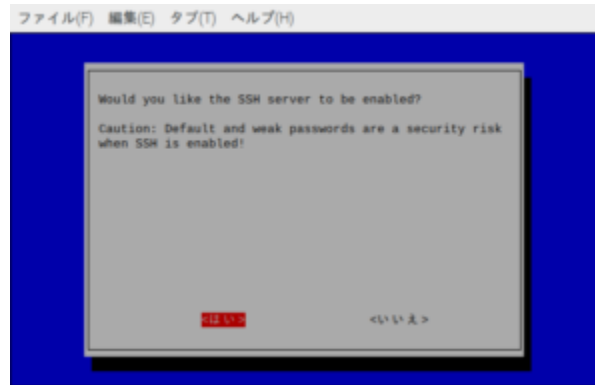 ファイル(F) 編集(E) タブ(T) ヘルプ(H)
Would you like the SSH server to be enabled?
Caution: Default and weak passwords are a security risk
when SSH is enabled!
<はい> <いいえ>